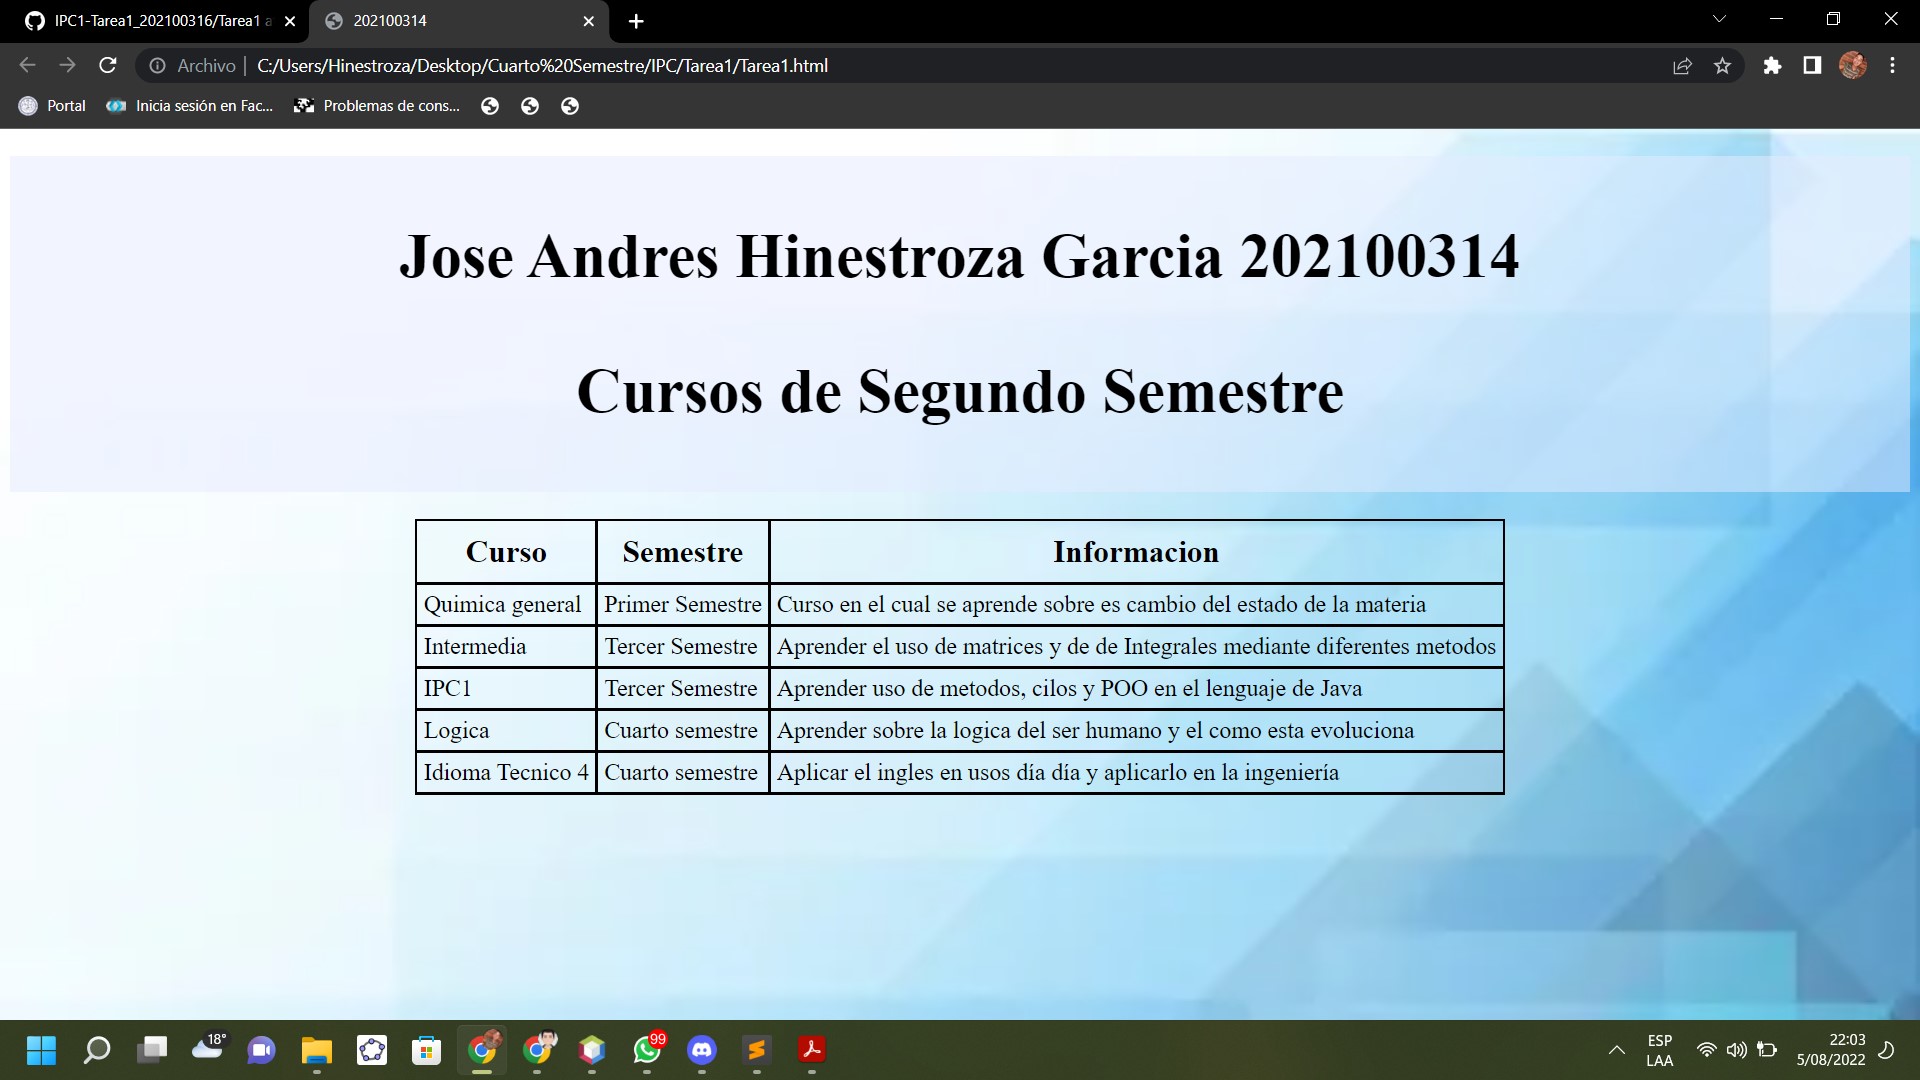 IPC1-Tarea1_202100316/Tarea1 a
202100314
Archivo | C:/Users/Hinestroza/Desktop/Cuarto%20Semestre/IPC/Tarea1/Tarea1.html
Portal Inicia sesión en Fac... Problemas de cons...
Jose Andres Hinestroza Garcia 202100314
Cursos de Segundo Semestre
Curso Semestre Informacion
Quimica general Primer Semestre Curso en el cual se aprende sobre es cambio del estado de la materia
Intermedia Tercer Semestre Aprender el uso de matrices y de de Integrales mediante diferentes metodos
IPC1 Tercer Semestre Aprender uso de metodos, cilos y POO en el lenguaje de Java
Logica Cuarto semestre Aprender sobre la logica del ser humano y el como esta evoluciona
Idioma Tecnico 4 Cuarto semestre Aplicar el ingles en usos día día y aplicarlo en la ingeniería
18°
99
ESP
LAA
22:03
5/08/2022